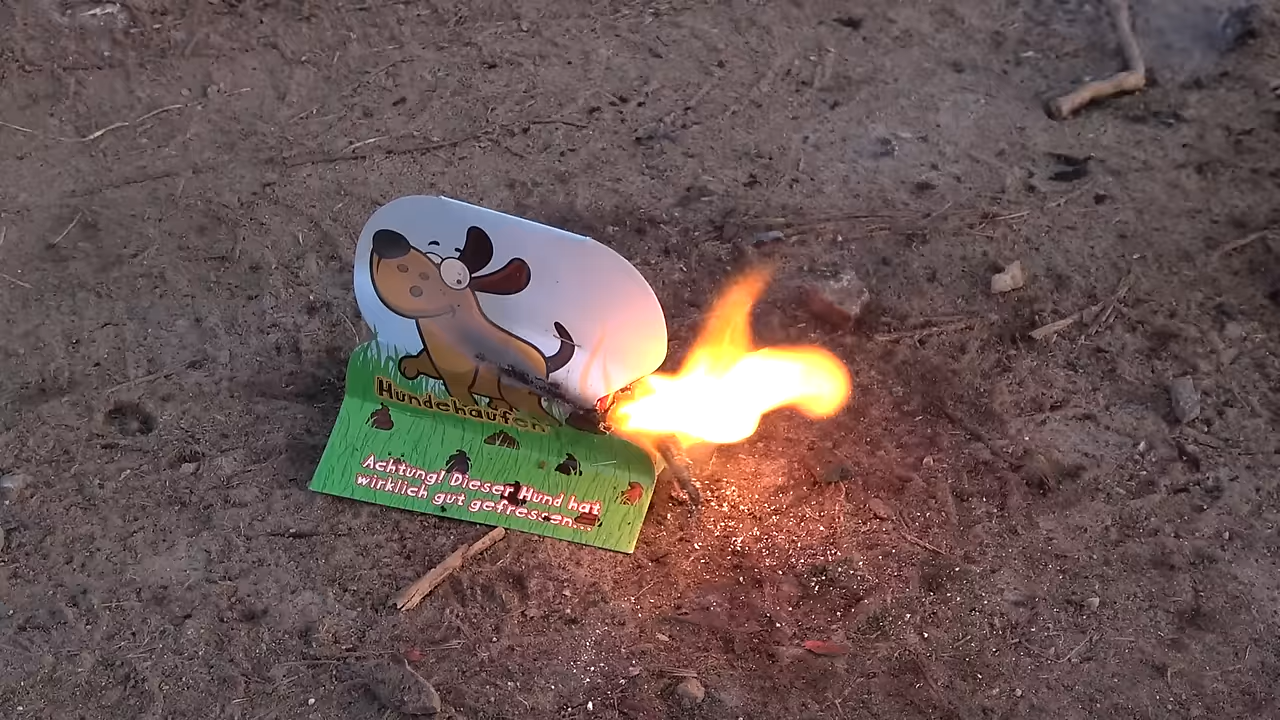 Hundehaufen
Achtung! Dieser Hund hat
wirklich gut gefressen...